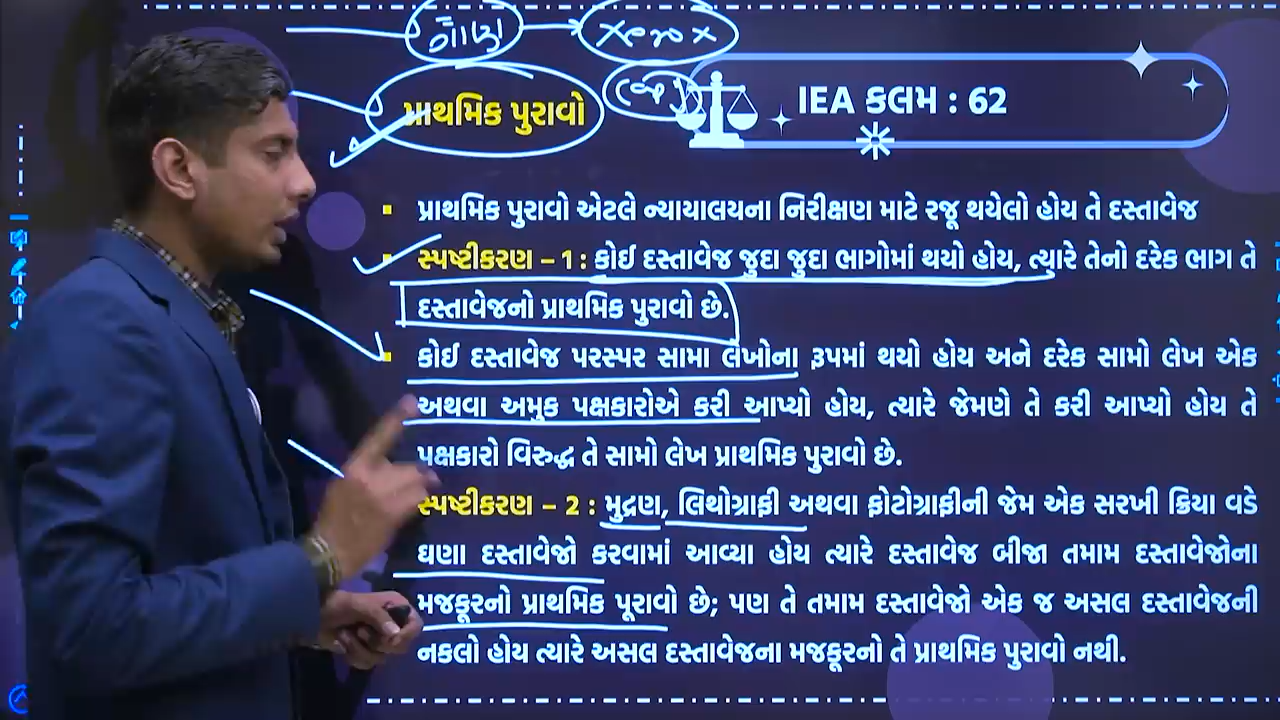 ગૌણ xerox
પ્રાથમિક પુરાવો
IEA કલમ : 62
પ્રાથમિક પુરાવો એટલે ન્યાયાલયના નિરીક્ષણ માટે રજૂ થયેલો હોય તે દસ્તાવેજ
સ્પષ્ટીકરણ – 1 : કોઈ દસ્તાવેજ જુદા જુદા ભાગોમાં થયો હોય, ત્યારે તેનો દરેક ભાગ તે
દસ્તાવેજનો પ્રાથમિક પુરાવો છે.
કોઈ દસ્તાવેજ પરસ્પર સામા લેખોના રૂપમાં થયો હોય અને દરેક સામો લેખ એક
અથવા અમુક પક્ષકારોએ કરી આપ્યો હોય, ત્યારે જેમણે તે કરી આપ્યો હોય તે
પક્ષકારો વિરુદ્ધ તે સામો લેખ પ્રાથમિક પુરાવો છે.
સ્પષ્ટીકરણ – 2 : મુદ્રણ, લિથોગ્રાફી અથવા ફોટોગ્રાફીની જેમ એક સરખી ક્રિયા વડે
ઘણા દસ્તાવેજો કરવામાં આવ્યા હોય ત્યારે દસ્તાવેજ બીજા તમામ દસ્તાવેજોના
મજકૂરનો પ્રાથમિક પૂરાવો છે; પણ તે તમામ દસ્તાવેજો એક જ અસલ દસ્તાવેજની
નકલો હોય ત્યારે અસલ દસ્તાવેજના મજકૂરનો તે પ્રાથમિક પુરાવો નથી.